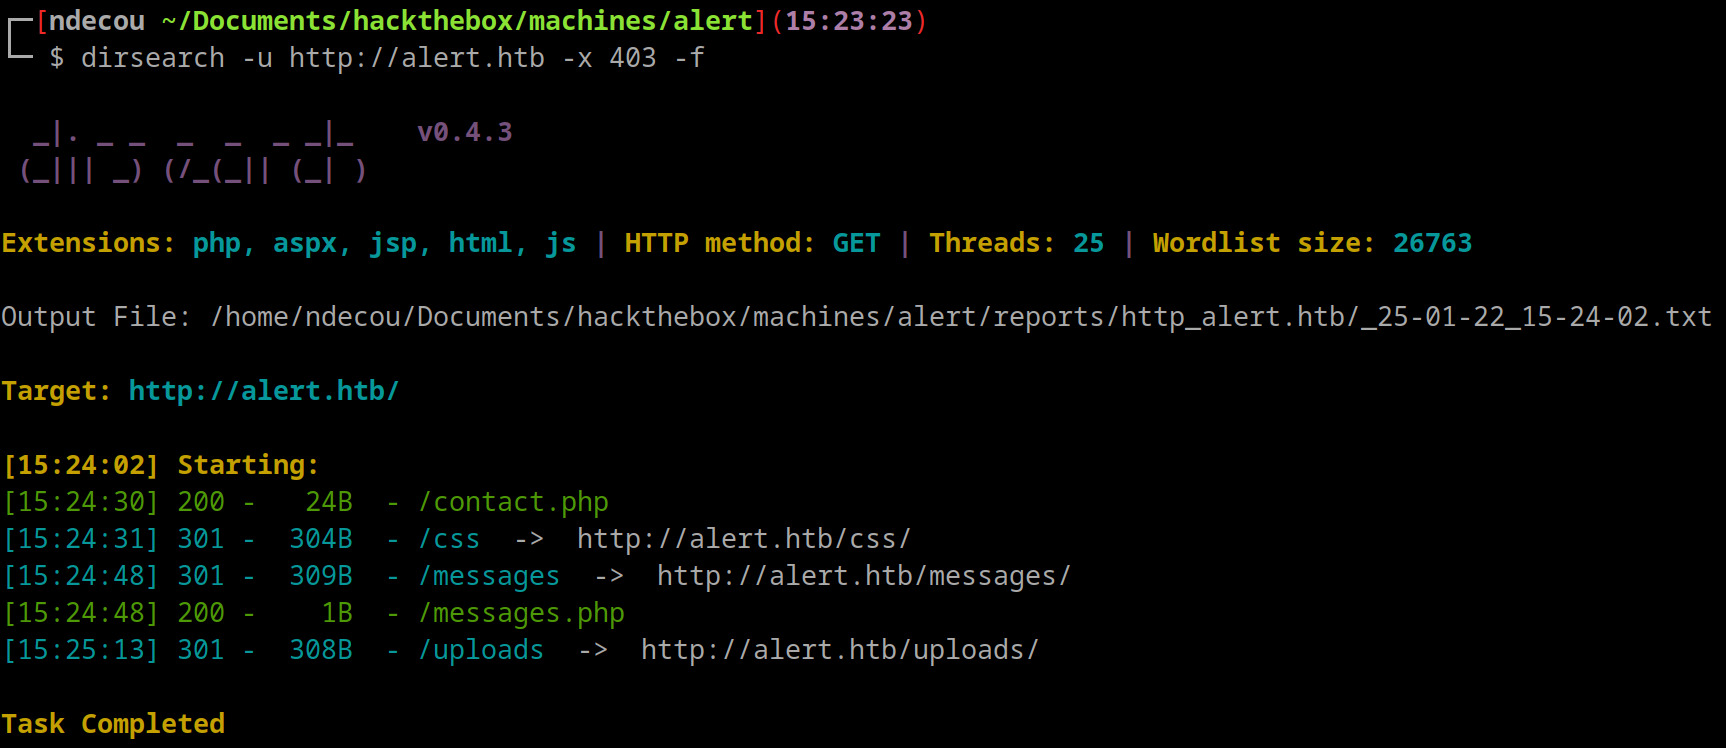 ┌─[ndecou ~/Documents/hackthebox/machines/alert](15:23:23)
└─ $ dirsearch -u http://alert.htb -x 403 -f
  _|. _ _  _  _  _ _|_    v0.4.3
 (_||| _) (/_(_|| (_| )
Extensions: php, aspx, jsp, html, js | HTTP method: GET | Threads: 25 | Wordlist size: 26763
Output File: /home/ndecou/Documents/hackthebox/machines/alert/reports/http_alert.htb/_25-01-22_15-24-02.txt
Target: http://alert.htb/
[15:24:02] Starting:
[15:24:30] 200 -   24B  - /contact.php
[15:24:31] 301 -  304B  - /css  ->  http://alert.htb/css/
[15:24:48] 301 -  309B  - /messages  ->  http://alert.htb/messages/
[15:24:48] 200 -    1B  - /messages.php
[15:25:13] 301 -  308B  - /uploads  ->  http://alert.htb/uploads/
Task Completed